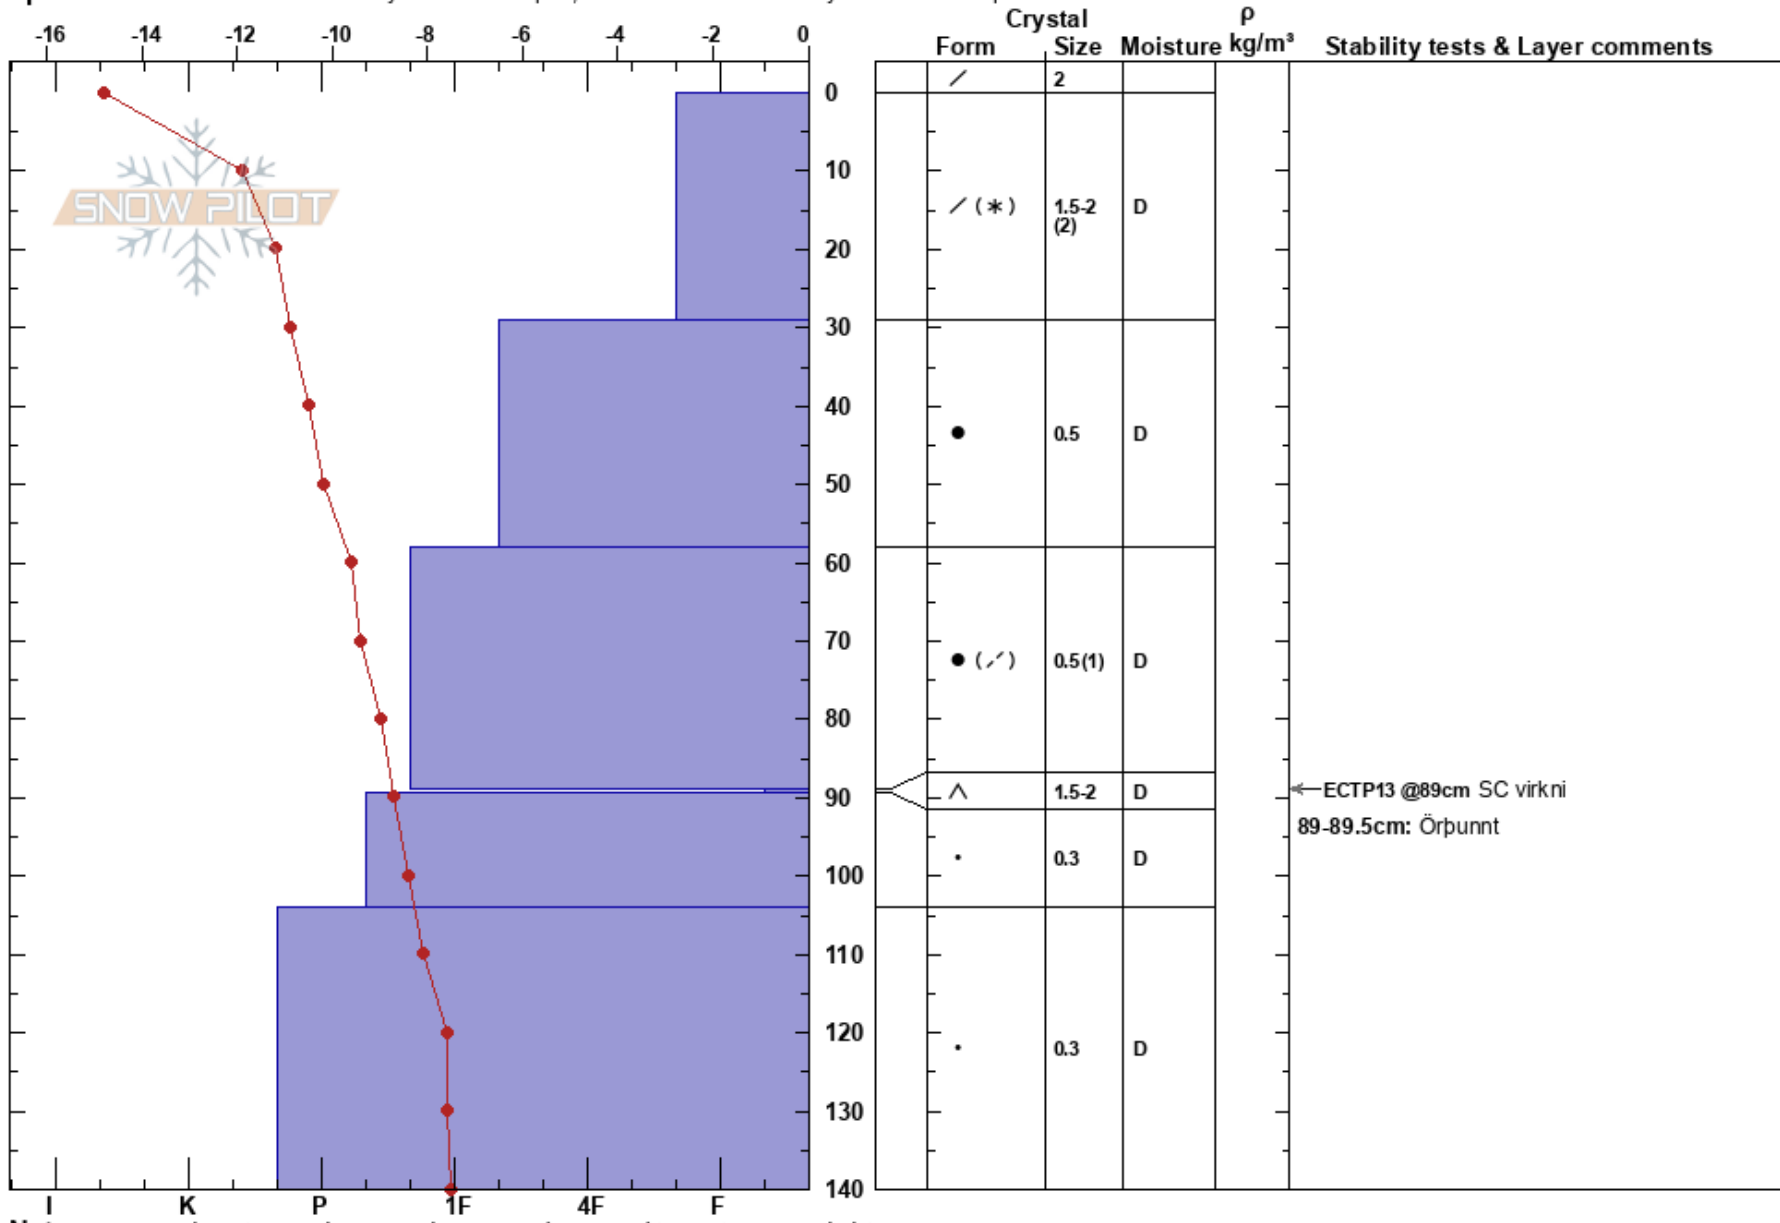 Crystal ρ
-16 -14 -12 -10 -8 -6 -4 -2 0
Form Size Moisture kg/m³ Stability tests & Layer comments
2
0
10
SNOW PILOT
1.5-2 D
(2)
20
30
40
0.5 D
50
60
70
0.5(1) D
80
90
1.5-2 D
ECTP13 @89cm SC virkni
89-89.5cm: Örþunnt
0.3 D
100
110
120
0.3 D
130
140
I K P 1F 4F F